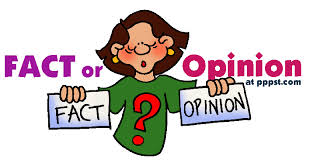 FACT or Opinion
at pppst.com
FACT
?
OPINION